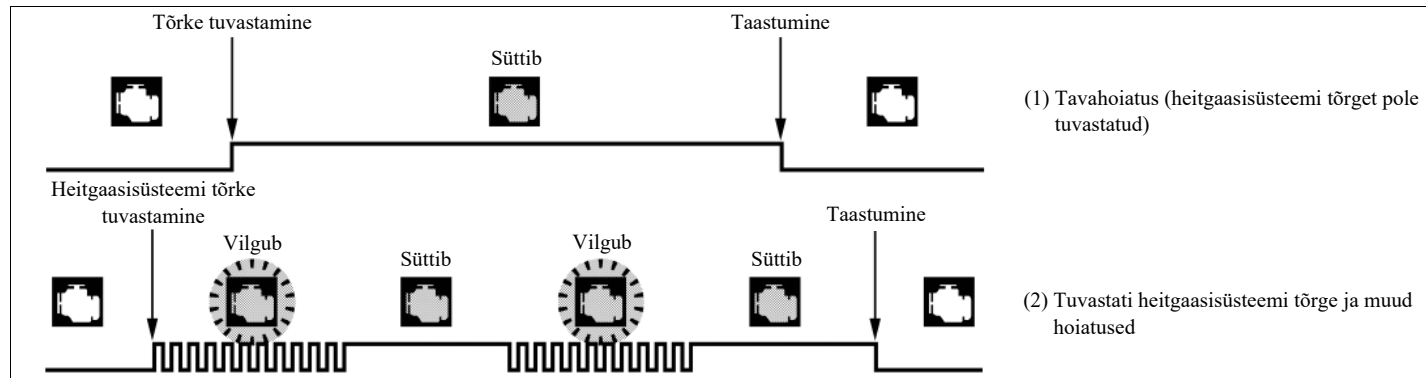 Tõrke tuvastamine
Taastumine
Süttib
(1) Tavahoiatus (heitgaasisüsteemi tõrget pole
tuvastatud)
Heitgaasisüsteemi tõrke
tuvastamine
Taastumine
Vilgub
Süttib
Vilgub
Süttib
(2) Tuvastati heitgaasisüsteemi tõrge ja muud
hoiatused